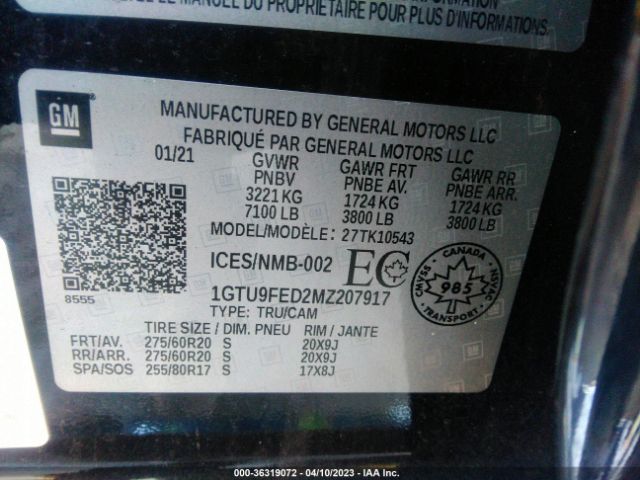 FORMATION
LE MANUEL DU PROPRIÉTAIRE POUR PLUS D'INFORMATIONS.
GM
MANUFACTURED BY GENERAL MOTORS LLC
FABRIQUÉ PAR GENERAL MOTORS LLC
01/21 GVWR GAWR FRT GAWR RR
PNBV PNBE AV. PNBE ARR.
3221 KG 1724 KG 1724 KG
7100 LB 3800 LB 3800 LB
MODEL/MODÈLE: 27TK10543
ICES/NMB-002 EC
CANADA 985 CMVSS NSVAC
8555
1GTU9FED2MZ207917
TYPE: TRU/CAM
TIRE SIZE / DIM. PNEU RIM / JANTE
FRT/AV. 275/60R20 S 20X9J
RR/ARR. 275/60R20 S 20X9J
SPA/SOS 255/80R17 S 17X8J
000-36319072 - 04/10/2023 - IAA Inc.